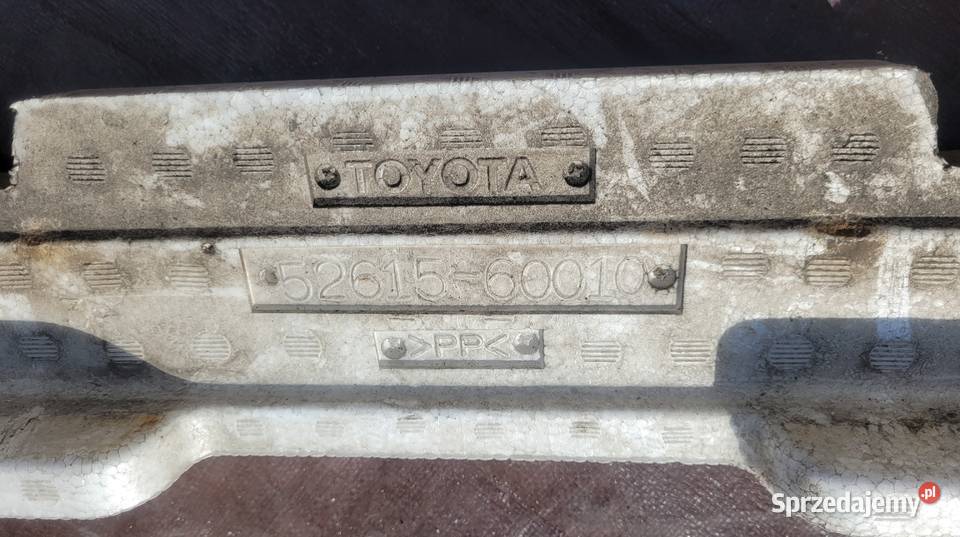 TOYOTA
52615-60010
>PP<
Sprzedajemy.pl